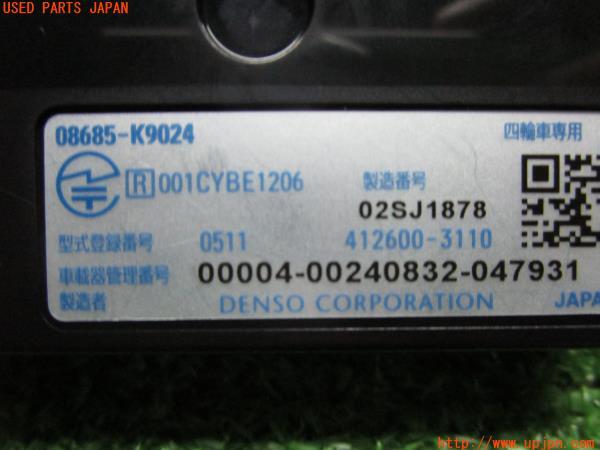 USED PARTS JAPAN
08685-K9024
四輪車専用
R 001CYBE1206
製造番号
02SJ1878
型式登録番号 0511 412600-3110
車載器管理番号 00004-00240832-047931
製造者 DENSO CORPORATION JAPA
http://www.upjpan.com